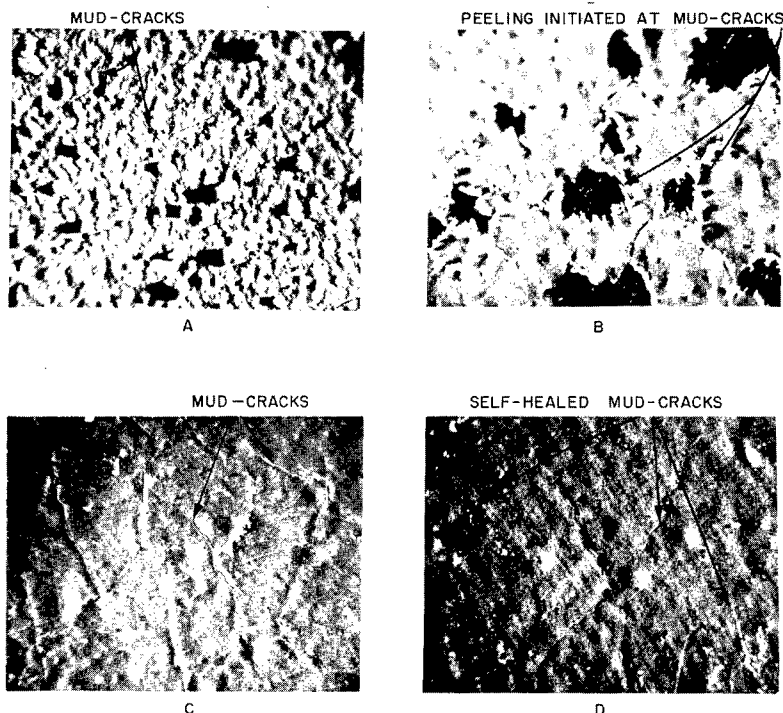 MUD-CRACKS
PEELING INITIATED AT MUD-CRACKS
A
B
MUD-CRACKS
SELF-HEALED MUD-CRACKS
C
D